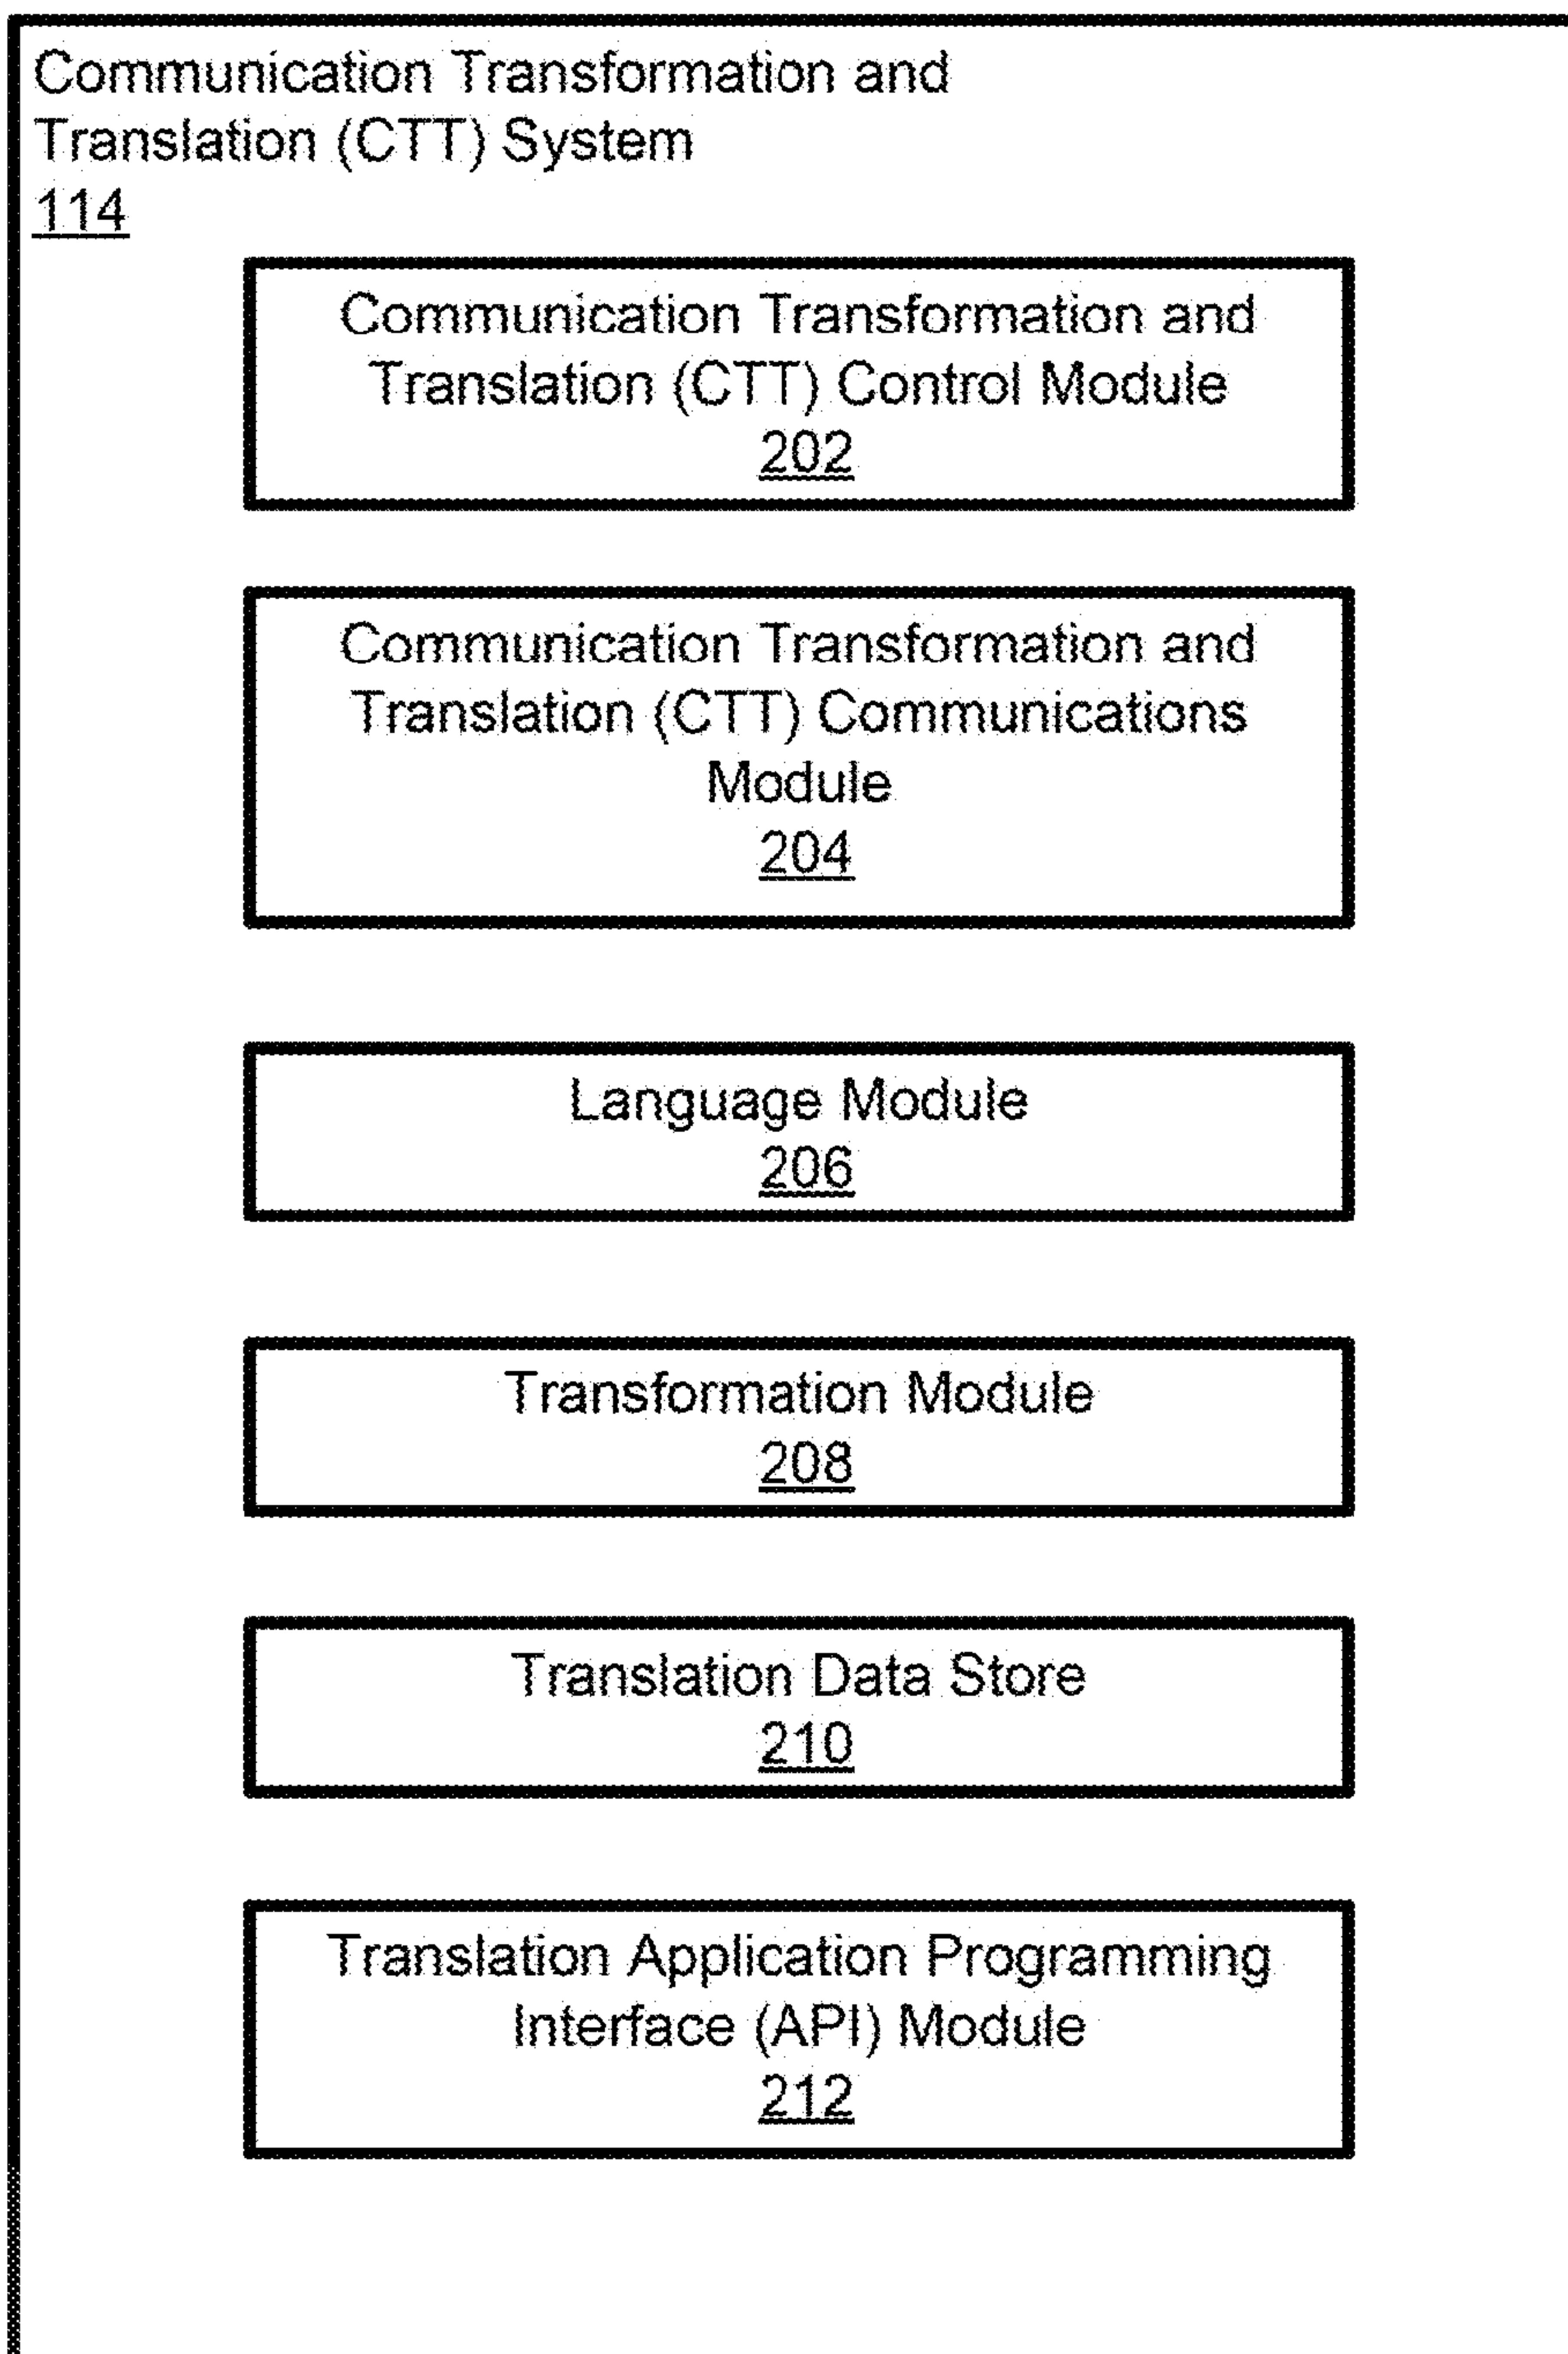 Communication Transformation and
Translation (CTT) System
114
Communication Transformation and
Translation (CTT) Control Module
202
Communication Transformation and
Translation (CTT) Communications
Module
204
Language Module
206
Transformation Module
208
Translation Data Store
210
Translation Application Programming
Interface (API) Module
212